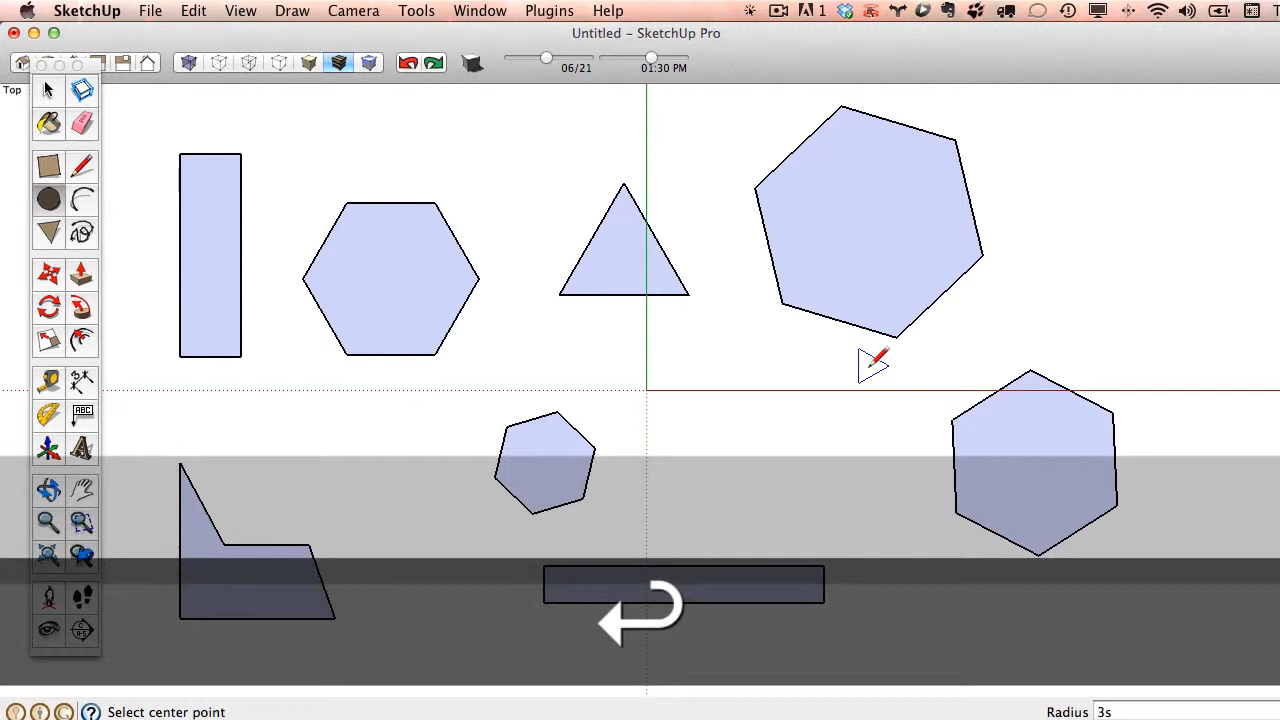 SketchUp File Edit View Draw Camera Tools Window Plugins Help 1
Untitled – SketchUp Pro
06/21 01:30 PM
Top
ABC
A
Select center point Radius 3s